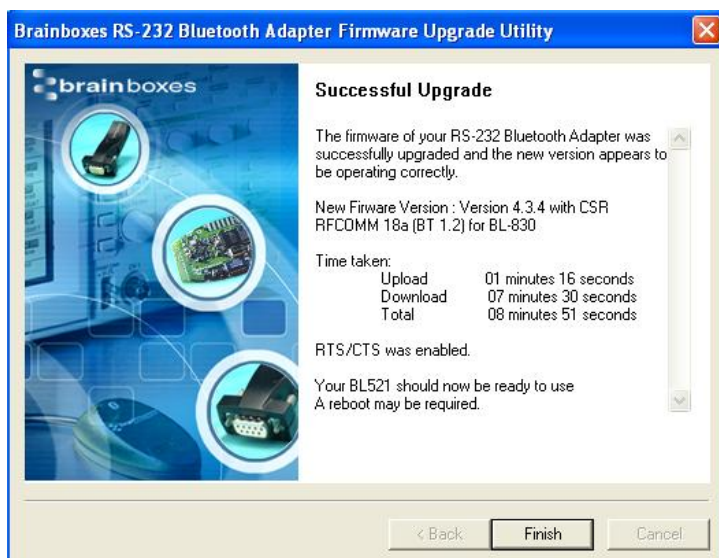 Brainboxes RS-232 Bluetooth Adapter Firmware Upgrade Utility
brainboxes
Successful Upgrade
The firmware of your RS-232 Bluetooth Adapter was
successfully upgraded and the new version appears to
be operating correctly.
New Firware Version : Version 4.3.4 with CSR
RFCOMM 18a (BT 1.2) for BL-830
Time taken:
Upload 01 minutes 16 seconds
Download 07 minutes 30 seconds
Total 08 minutes 51 seconds
RTS/CTS was enabled.
Your BL521 should now be ready to use
A reboot may be required.
< Back Finish Cancel